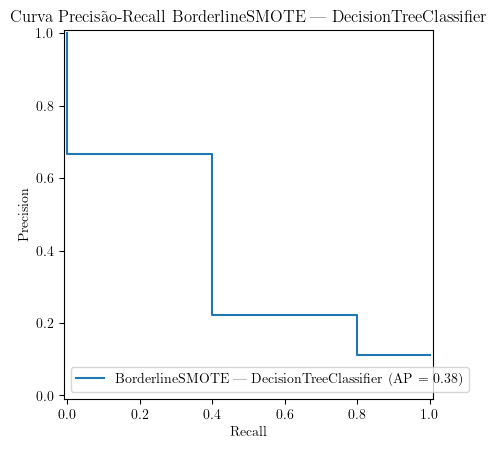 Curva Precisão-Recall BorderlineSMOTE — DecisionTreeClassifier
1.0
0.8
0.6
0.4
0.2
0.0
Precision
BorderlineSMOTE — DecisionTreeClassifier (AP = 0.38)
0.0 0.2 0.4 0.6 0.8 1.0
Recall